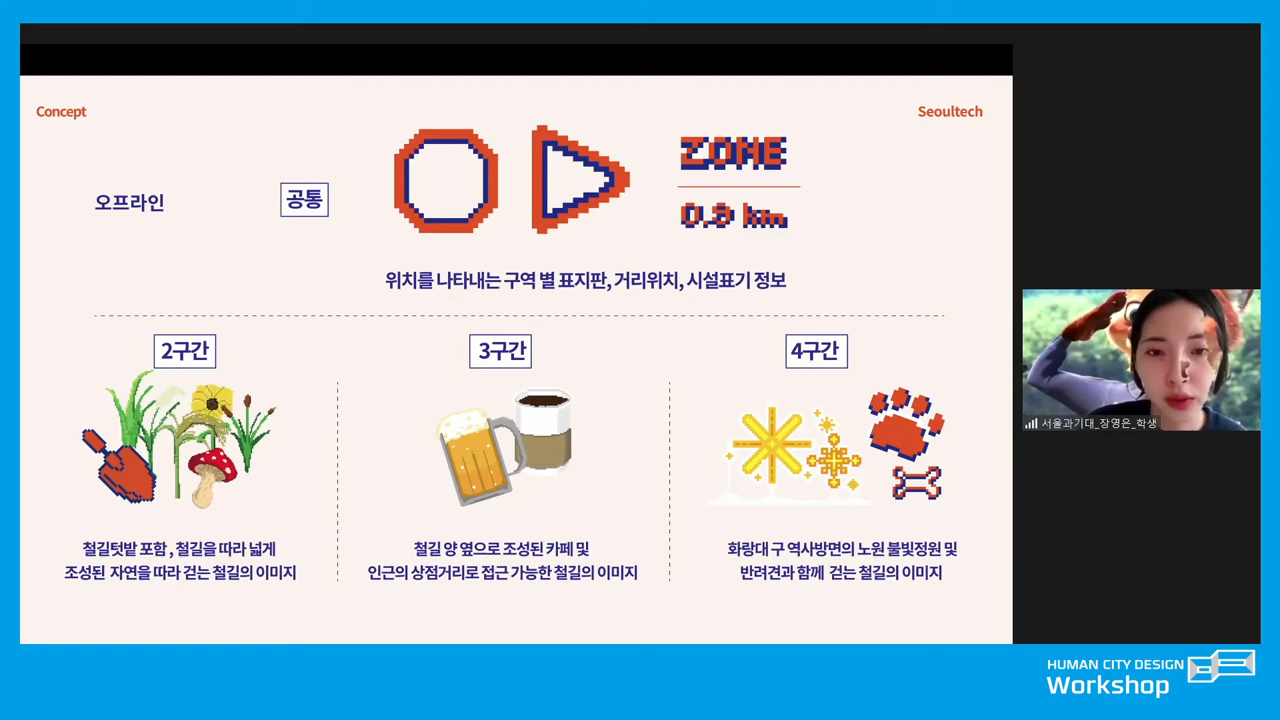 Concept
Seoultech
오프라인
공통
ZONE
0.9 km
위치를 나타내는 구역 별 표지판, 거리위치, 시설표기 정보
2구간
3구간
4구간
철길텃밭 포함 , 철길을 따라 넓게
조성된 자연을 따라 걷는 철길의 이미지
철길 양 옆으로 조성된 카페 및
인근의 상점거리로 접근 가능한 철길의 이미지
화랑대 구 역사방면의 노원 불빛정원 및
반려견과 함께 걷는 철길의 이미지
서울과기대_장영은_학생
HUMAN CITY DESIGN
Workshop